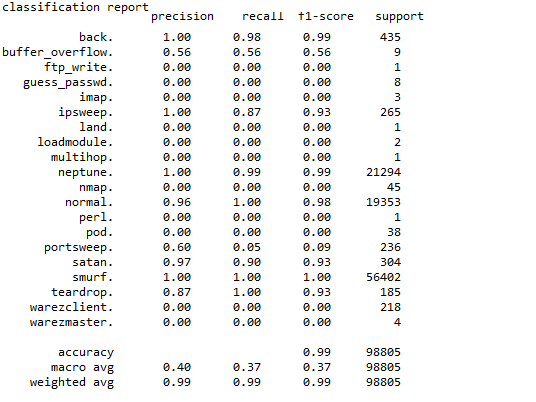 classification report
precision recall f1-score support
back. 1.00 0.98 0.99 435
buffer_overflow. 0.56 0.56 0.56 9
ftp_write. 0.00 0.00 0.00 1
guess_passwd. 0.00 0.00 0.00 8
imap. 0.00 0.00 0.00 3
ipsweep. 1.00 0.87 0.93 265
land. 0.00 0.00 0.00 1
loadmodule. 0.00 0.00 0.00 2
multihop. 0.00 0.00 0.00 1
neptune. 1.00 0.99 0.99 21294
nmap. 0.00 0.00 0.00 45
normal. 0.96 1.00 0.98 19353
perl. 0.00 0.00 0.00 1
pod. 0.00 0.00 0.00 38
portsweep. 0.60 0.05 0.09 236
satan. 0.97 0.90 0.93 304
smurf. 1.00 1.00 1.00 56402
teardrop. 0.87 1.00 0.93 185
warezclient. 0.00 0.00 0.00 218
warezmaster. 0.00 0.00 0.00 4
accuracy 0.99 98805
macro avg 0.40 0.37 0.37 98805
weighted avg 0.99 0.99 0.99 98805